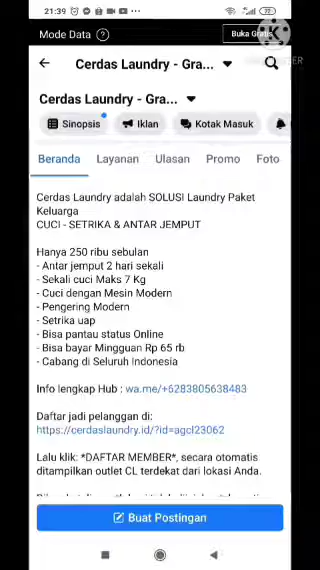 21:39
72
Mode Data ?
Buka Gratis
Cerdas Laundry - Gra...
Cerdas Laundry - Gra...
Sinopsis
Iklan
Kotak Masuk
Beranda
Layanan
Ulasan
Promo
Foto
Cerdas Laundry adalah SOLUSI Laundry Paket
Keluarga
CUCI - SETRIKA & ANTAR JEMPUT
Hanya 250 ribu sebulan
- Antar jemput 2 hari sekali
- Sekali cuci Maks 7 Kg
- Cuci dengan Mesin Modern
- Pengering Modern
- Setrika uap
- Bisa pantau status Online
- Bisa bayar Mingguan Rp 65 rb
- Cabang di Seluruh Indonesia
Info lengkap Hub : wa.me/+6283805638483
Daftar jadi pelanggan di:
https://cerdaslaundry.id/?id=agcl23062
Lalu klik: *DAFTAR MEMBER*, secara otomatis
ditampilkan outlet CL terdekat dari lokasi Anda.
Buat Postingan